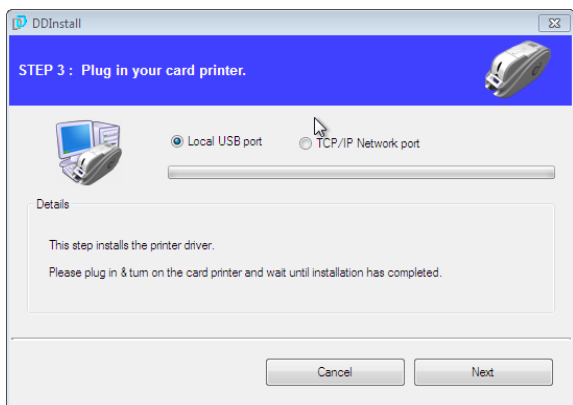 DDInstall
STEP 3 : Plug in your card printer.
Local USB port
TCP/IP Network port
Details
This step installs the printer driver.
Please plug in & turn on the card printer and wait until installation has completed.
Cancel
Next